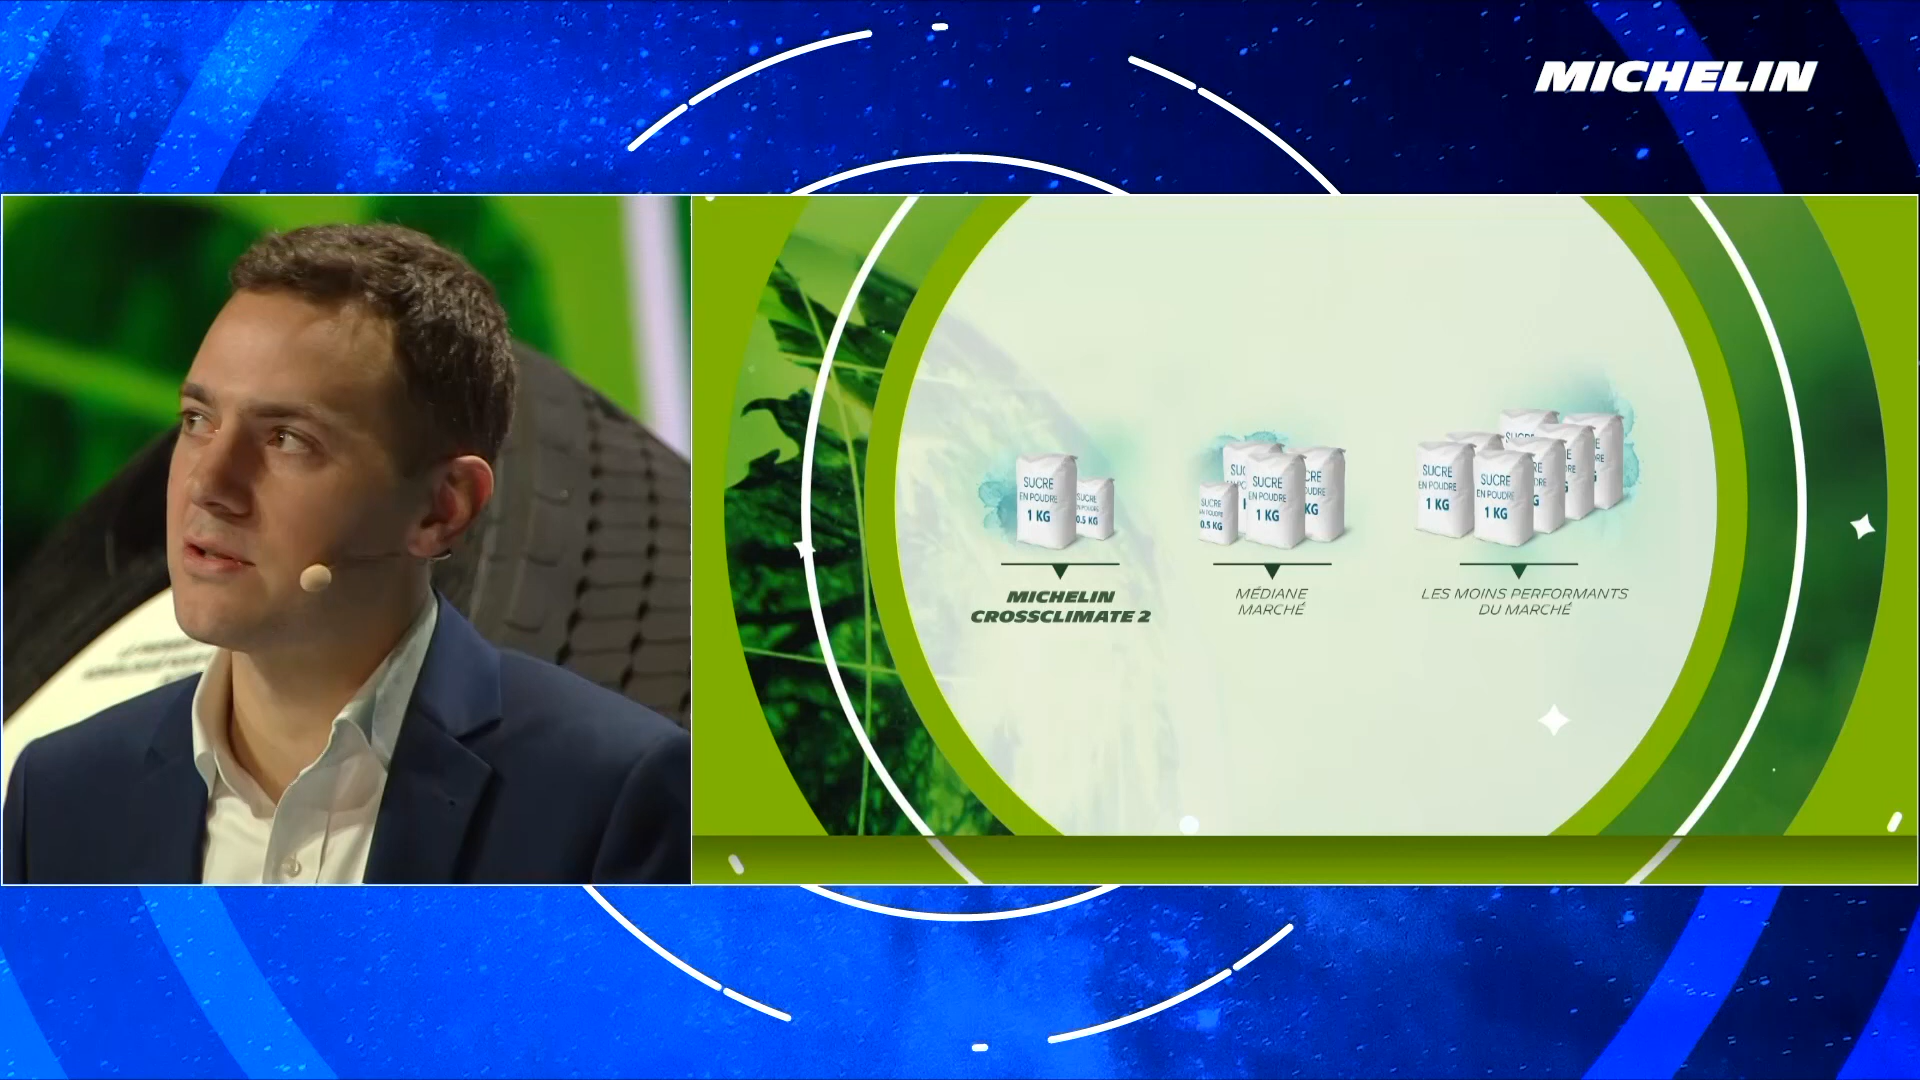 MICHELIN
SUCRE
EN POUDRE
1 KG
SUCRE
0.5 KG
SUCRE
EN POUDRE
0.5 KG
SUCRE
EN POUDRE
1 KG
SUCRE
EN POUDRE
1 KG
SUCRE
EN POUDRE
1 KG
MICHELIN
CROSSCLIMATE 2
MÉDIANE
MARCHÉ
LES MOINS PERFORMANTS
DU MARCHÉ